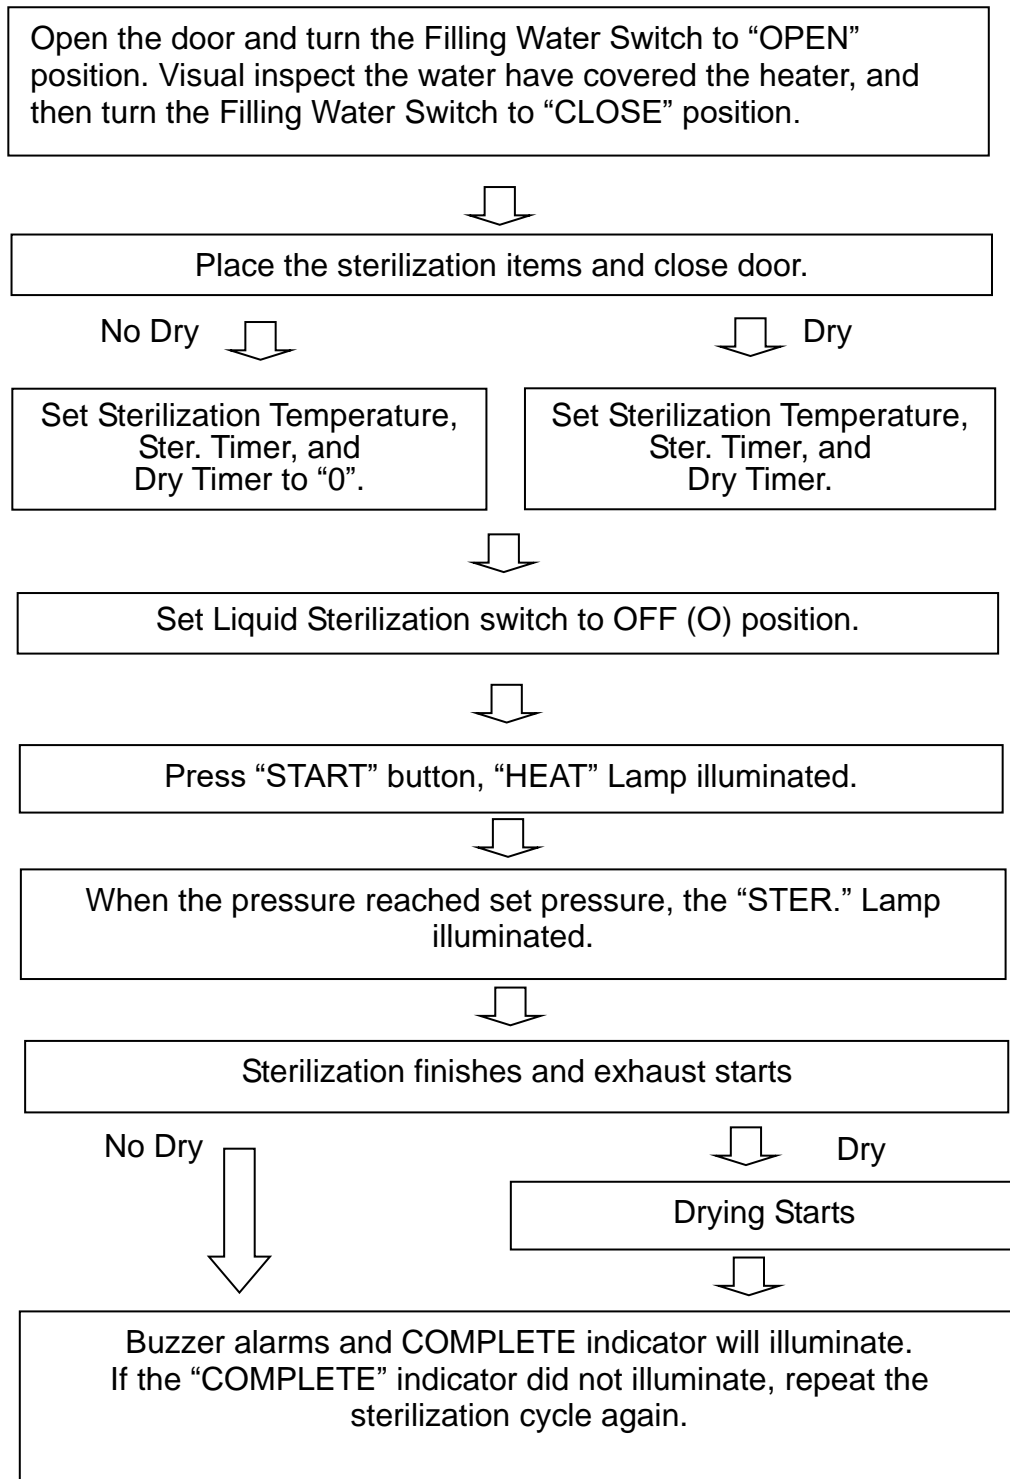 Open the door and turn the Filling Water Switch to “OPEN”
position. Visual inspect the water have covered the heater, and
then turn the Filling Water Switch to “CLOSE” position.
Place the sterilization items and close door.
No Dry
Dry
Set Sterilization Temperature,
Ster. Timer, and
Dry Timer to “0”.
Set Sterilization Temperature,
Ster. Timer, and
Dry Timer.
Set Liquid Sterilization switch to OFF (O) position.
Press “START” button, “HEAT” Lamp illuminated.
When the pressure reached set pressure, the “STER.” Lamp
illuminated.
Sterilization finishes and exhaust starts
No Dry
Dry
Drying Starts
Buzzer alarms and COMPLETE indicator will illuminate.
If the “COMPLETE” indicator did not illuminate, repeat the
sterilization cycle again.